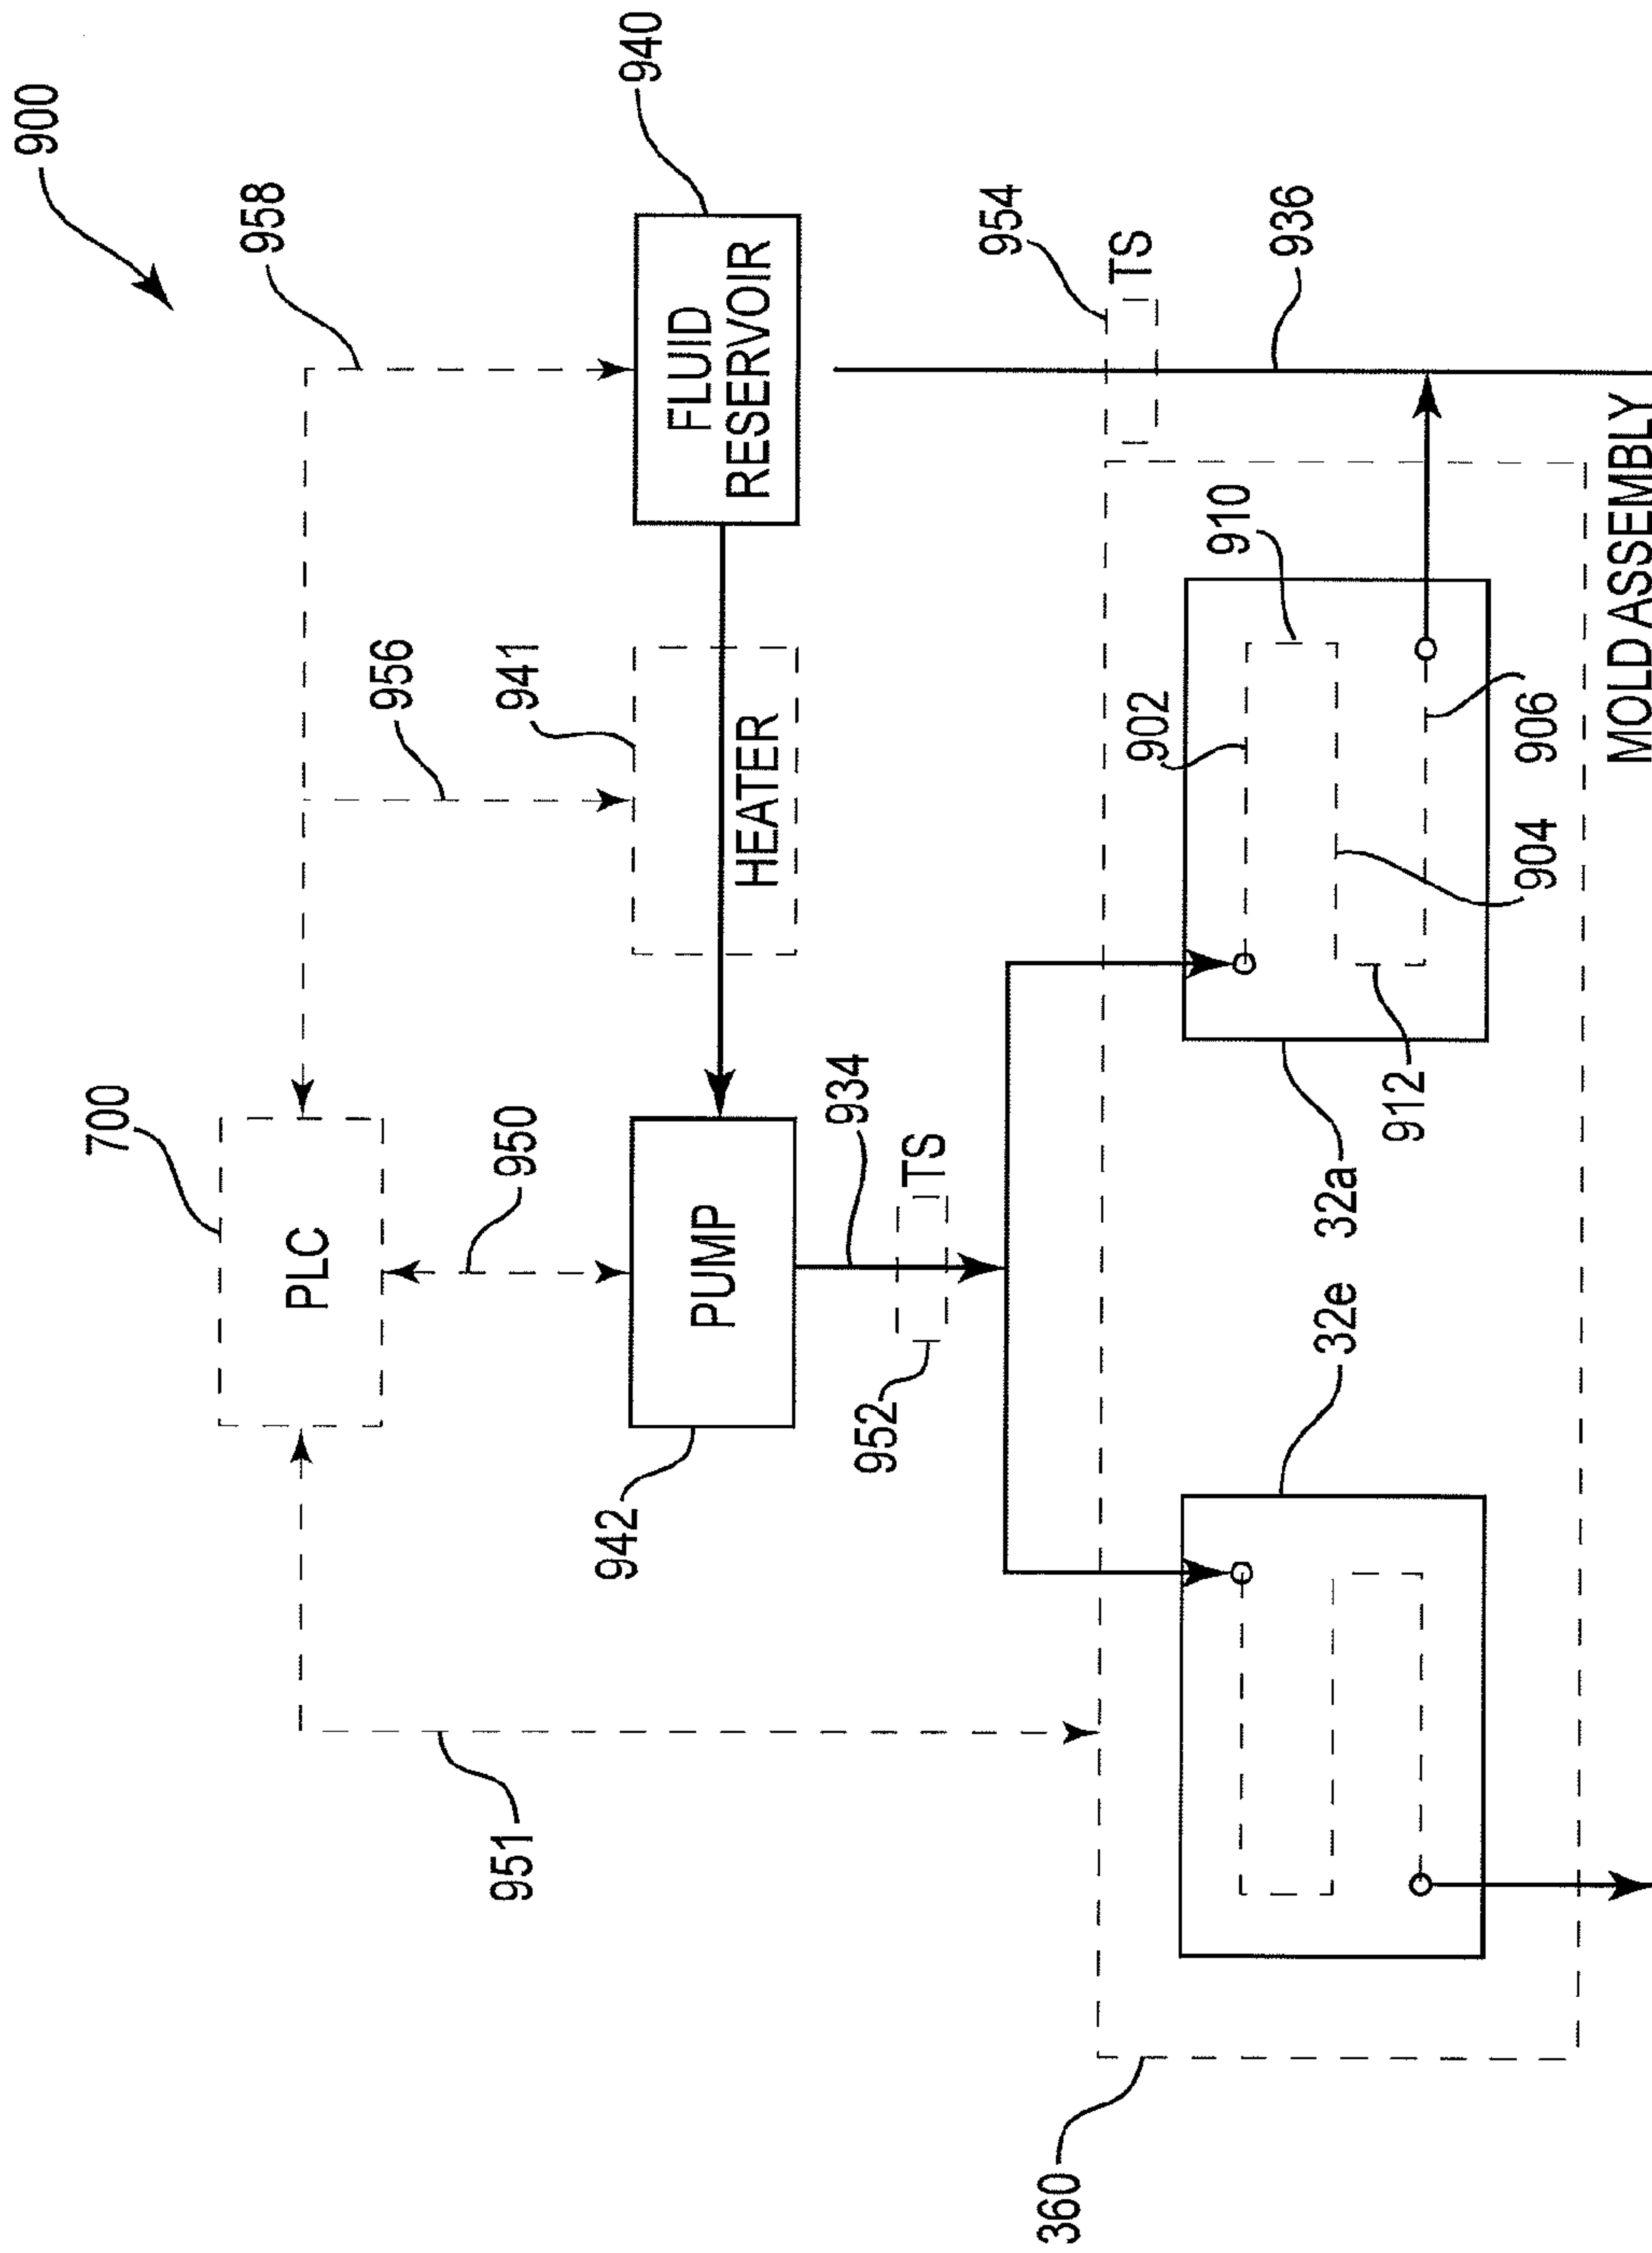 900
700
958
PLC
956
951
950
941
942
940
PUMP
FLUID
RESERVOIR
HEATER
934
952
TS
954
TS
360
902
910
936
32e
32a
912
904
906
MOLD ASSEMBLY